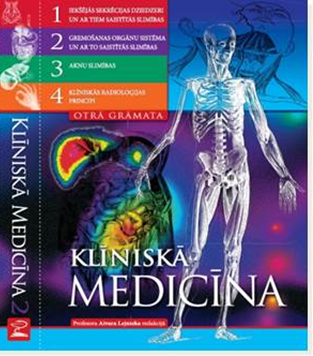 1 IEKŠĒJĀS SEKRĒCIJAS DZIEDZERI
UN AR TIEM SAISTĪTĀS SLIMĪBAS
2 GREMOŠANAS ORGĀNU SISTĒMA
UN AR TO SAISTĪTĀS SLIMĪBAS
3 AKNU SLIMĪBAS
4 KLĪNISKĀS RADIOLOĢIJAS
PRINCIPI
OTRĀ GRĀMATA
KLĪNISKĀ
MEDICĪNA
Profesora Aivara Lejnieka redakcijā
KLĪNISKĀ MEDICĪNA 2